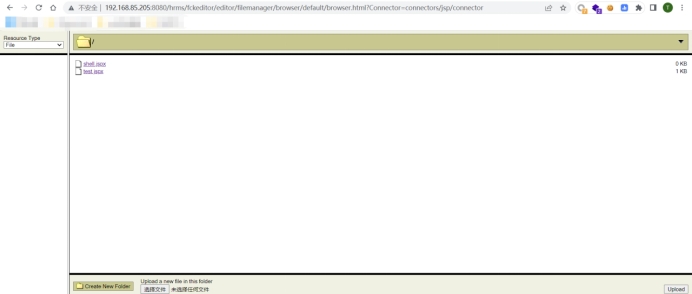 不安全 | 192.168.85.205:8080/hrms/fckeditor/editor/filemanager/browser/default/browser.html?Connector=connectors/jsp/connector
Resource Type
File
/
shell.jspx 0 KB
test.jspx 1 KB
Create New Folder
Upload a new file in this folder
选择文件 未选择任何文件
Upload